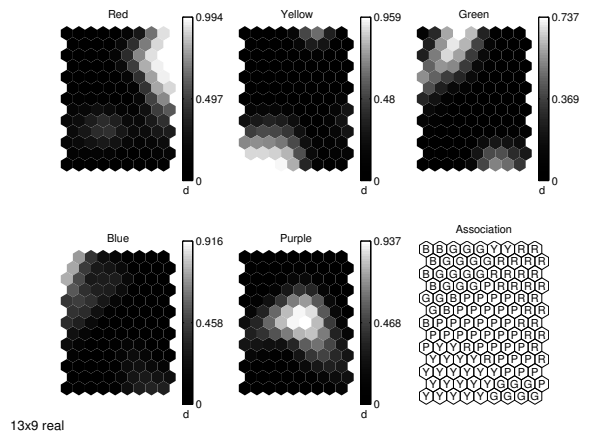 Red
0.994
0.497
0
d
Yellow
0.959
0.48
0
d
Green
0.737
0.369
0
d
Blue
0.916
0.458
0
d
Purple
0.937
0.468
0
d
Association
B B G G G Y Y R R
B G G G G R R R R
B G G G G R R R R
B G G G P P R R R
G G B P P P P R R
G B P P P P P R R
B P P P P P P P R
P P P P P P P P R
P Y Y Y R P P P R
Y Y Y Y R P P P R
Y Y Y Y Y Y P P P
Y Y Y Y Y G G G P
Y Y Y Y Y G G G G
13x9 real